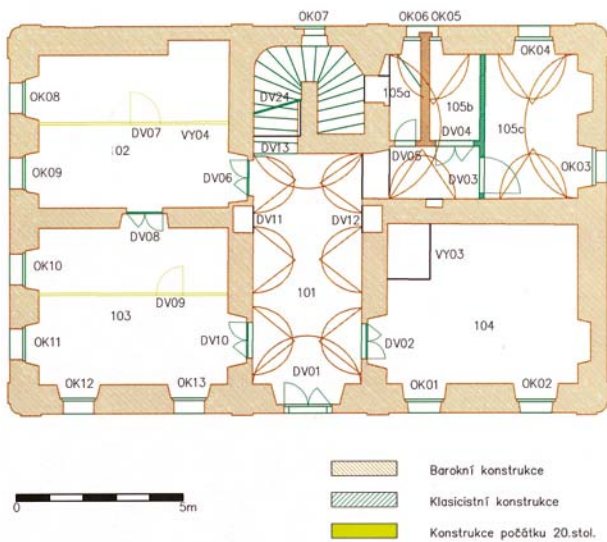 OK07
OK06 OK05
OK04
OK08
DV24
105a
105b
105c
DV07
VY04
DV04
102
DV13
DV05
OK09
DV06
DV03
OK03
DV11
DV12
DV08
OK10
VY03
DV09
101
103
104
OK11
DV10
DV02
DV01
OK12
OK13
OK01
OK02
Barokní konstrukce
Klasicistní konstrukce
0
5m
Konstrukce počátku 20.stol.